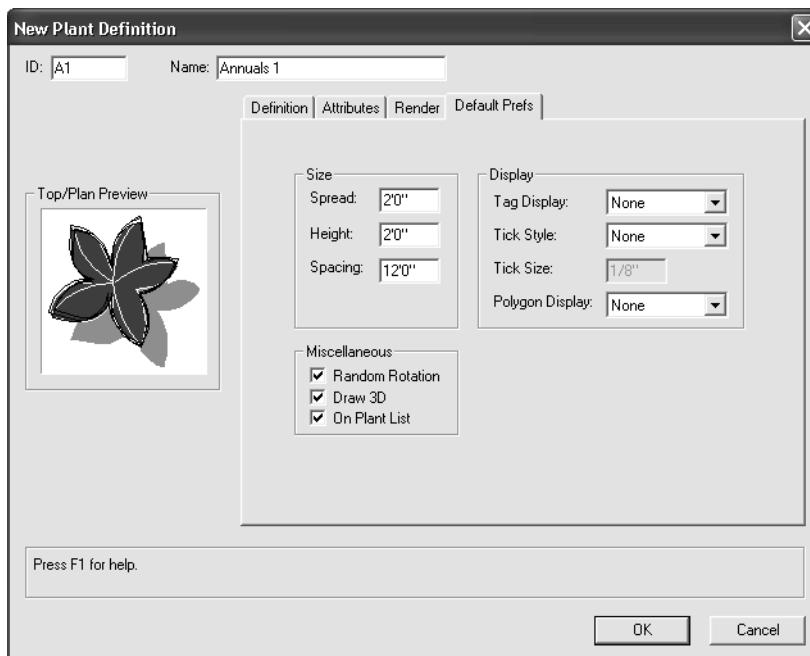 New Plant Definition
ID: A1 Name: Annuals 1
Definition Attributes Render Default Prefs
Top/Plan Preview
Size
Spread: 2'0"
Height: 2'0"
Spacing: 12'0"
Display
Tag Display: None
Tick Style: None
Tick Size: 1/8"
Polygon Display: None
Miscellaneous
Random Rotation
Draw 3D
On Plant List
Press F1 for help.
OK Cancel